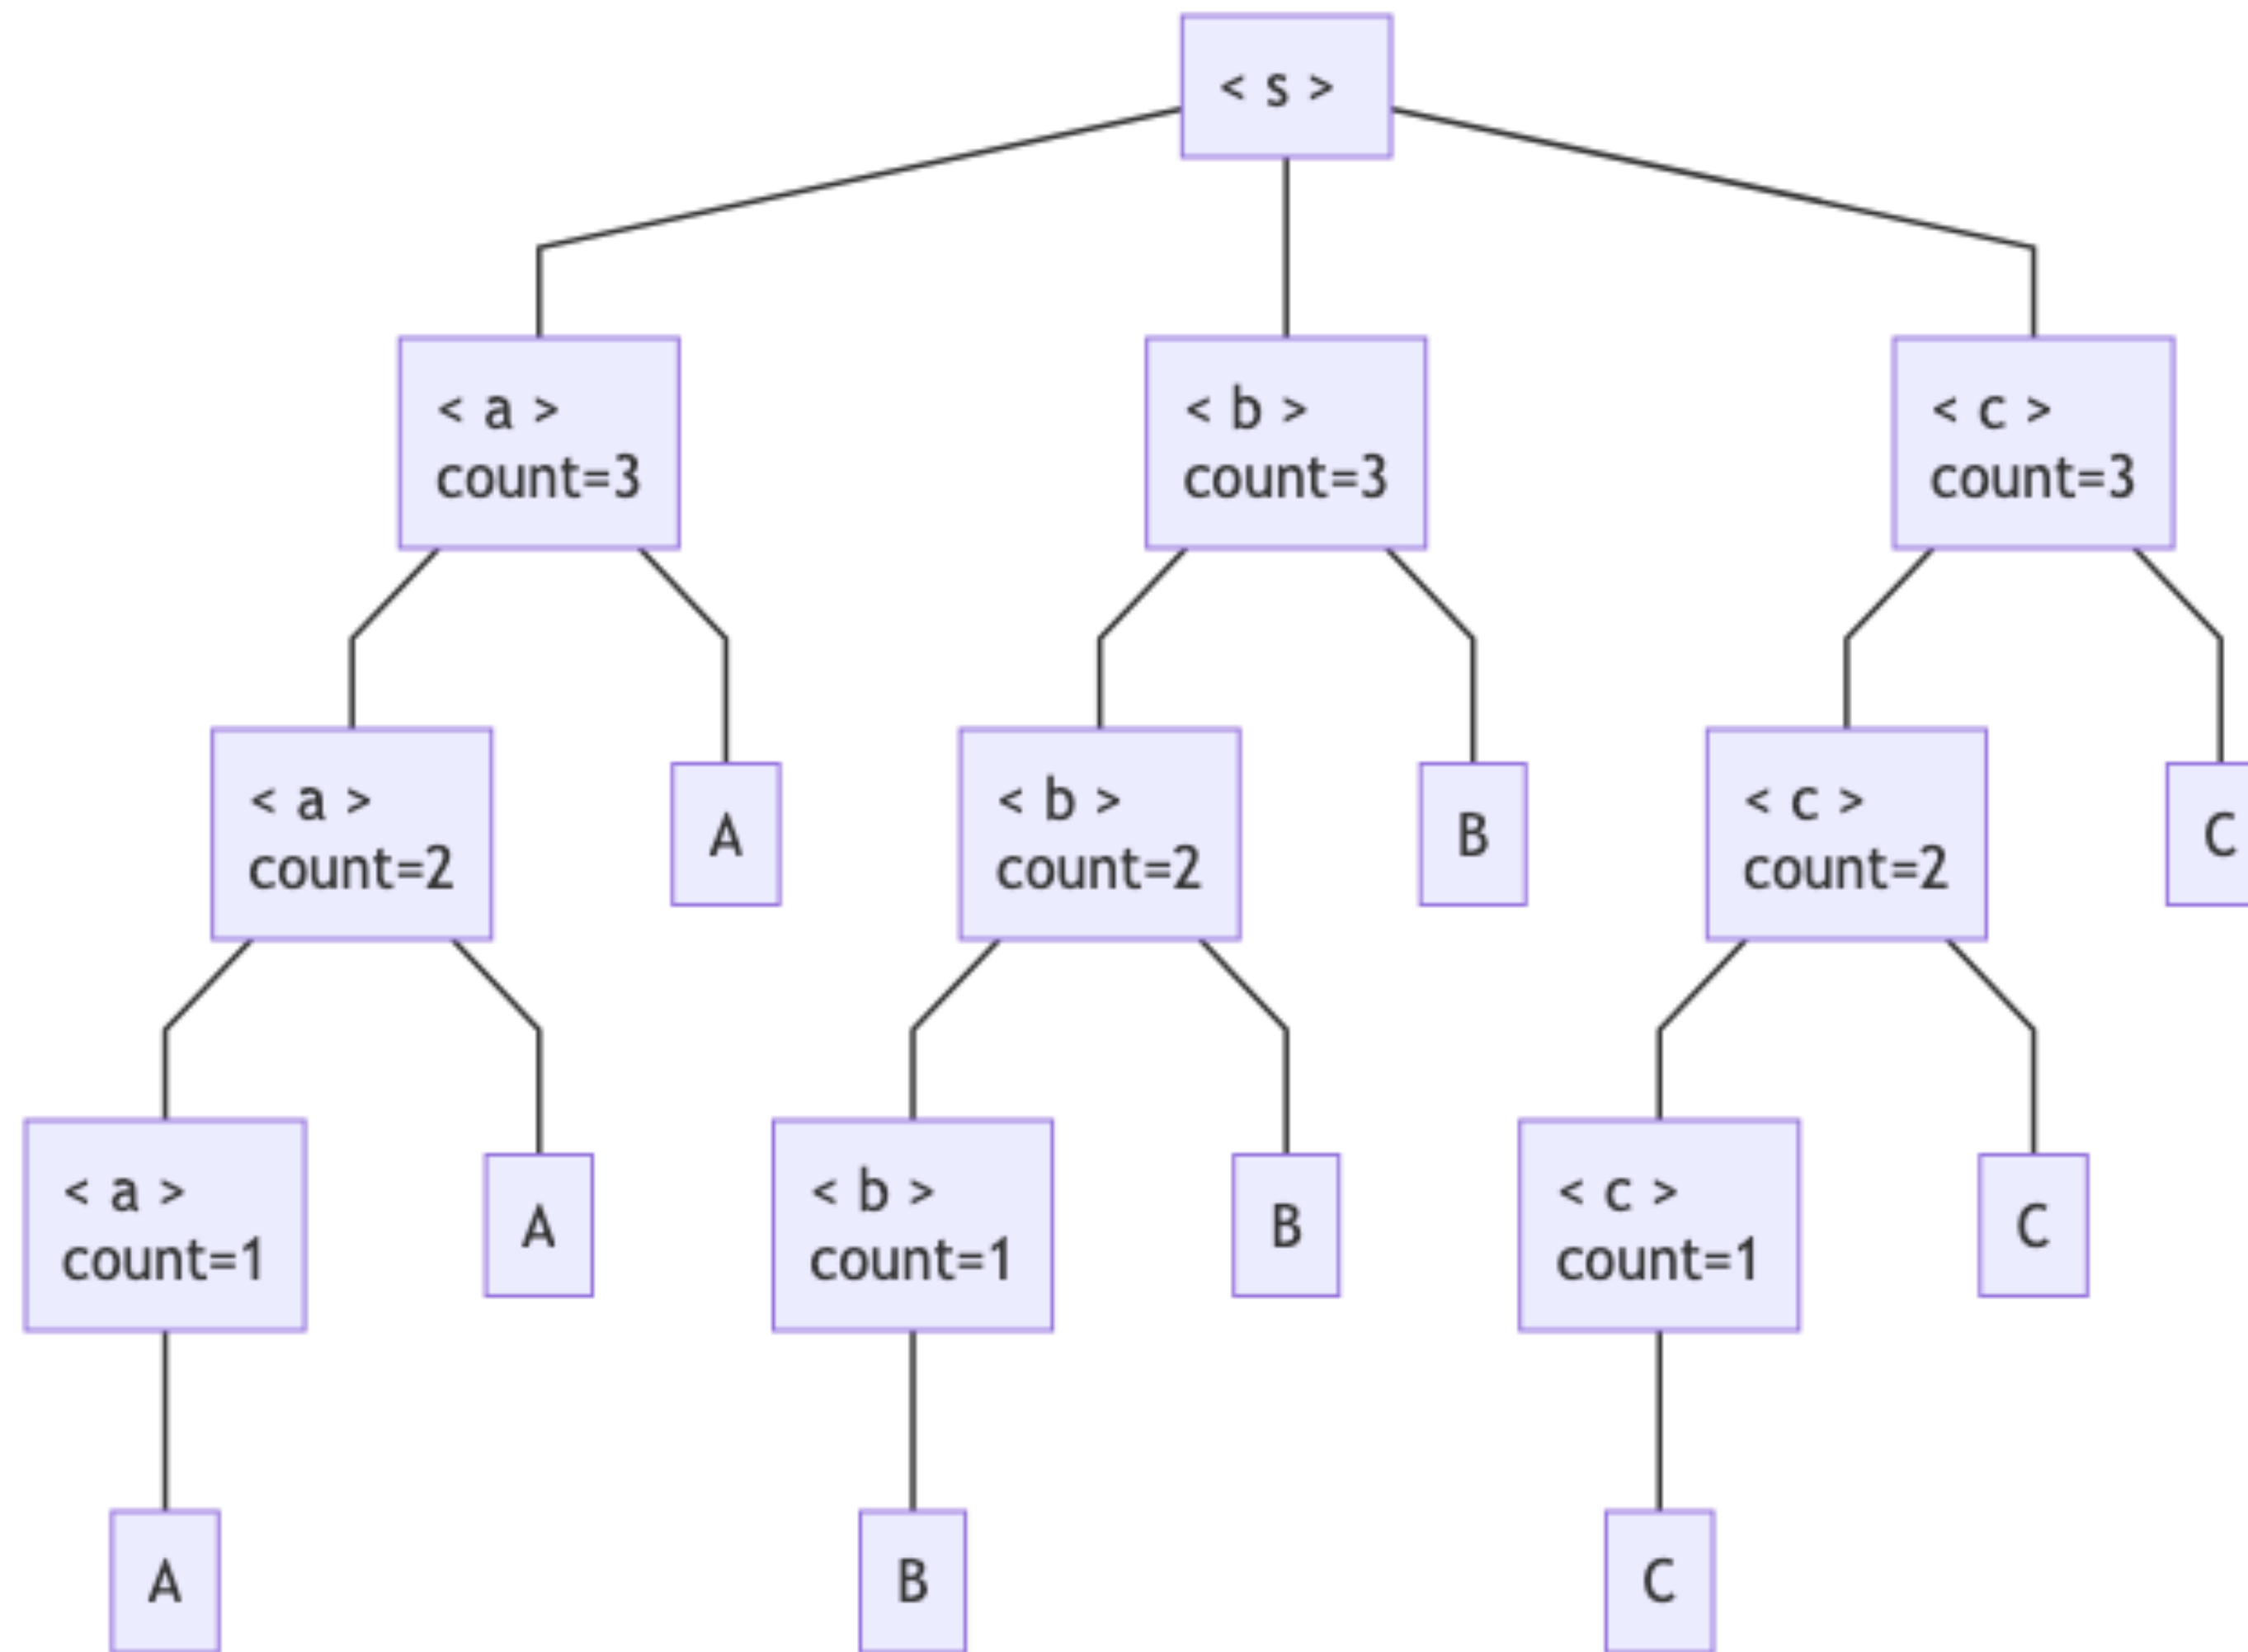 < s >
< a >
count=3
< b >
count=3
< c >
count=3
< a >
count=2
A
< b >
count=2
B
< c >
count=2
C
< a >
count=1
A
< b >
count=1
B
< c >
count=1
C
A
B
C